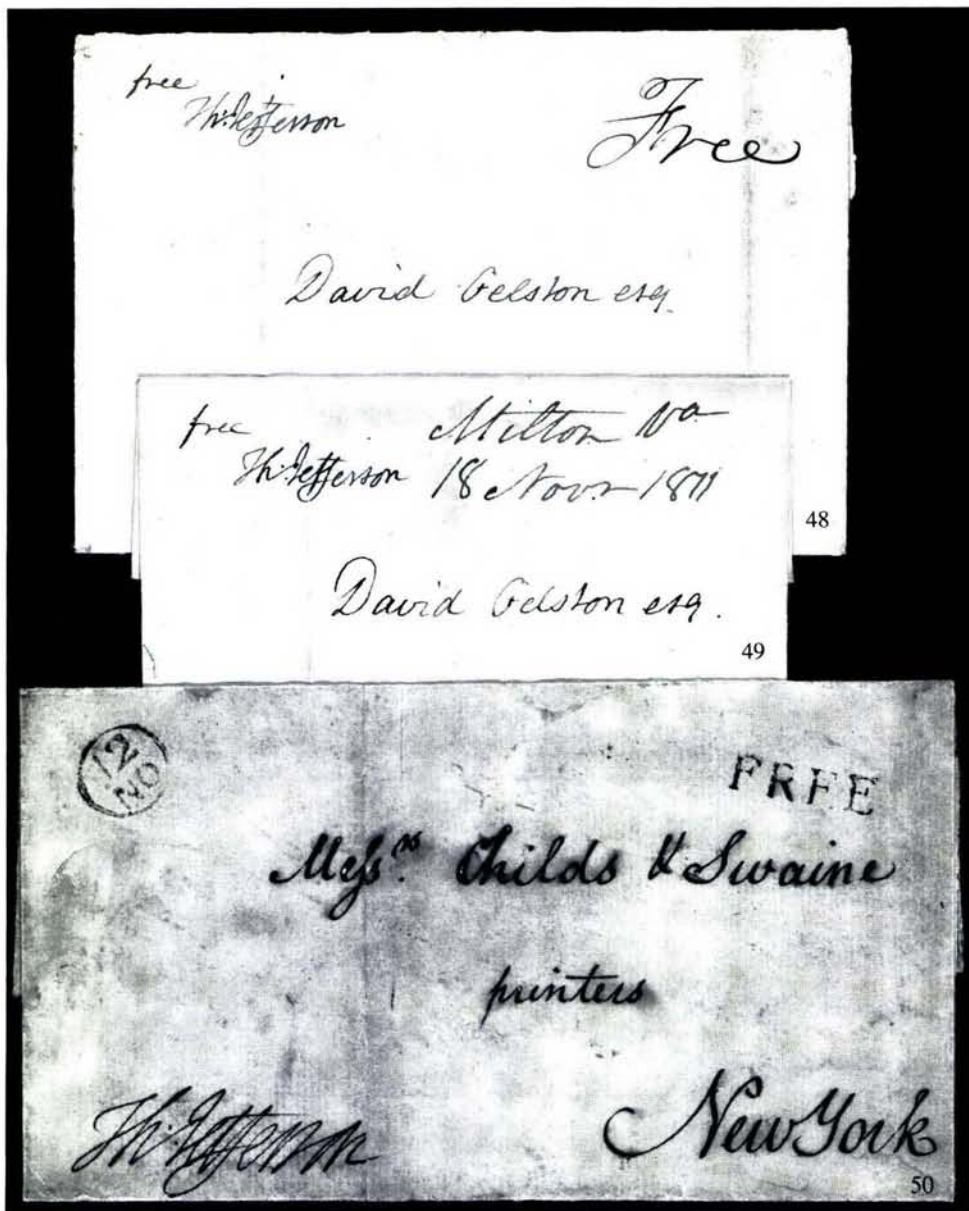 free
Th: Jefferson
Free
David Gelston esq.
48
free
Th: Jefferson
Milton Va
18 Novr 1811
David Gelston esq.
49
12
NO
FREE
Messrs. Childs & Swaine
printers
Th: Jefferson
New York
50